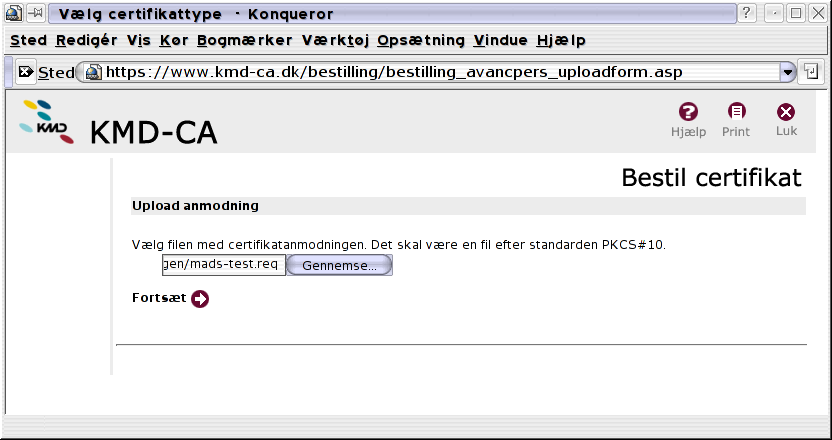 Vælg certifikattype - Konqueror
?
Sted Redigér Vis Kør Bogmærker Værktøj Opsætning Vindue Hjælp
Sted https://www.kmd-ca.dk/bestilling/bestilling_avancpers_uploadform.asp
KMD KMD-CA
? Hjælp Print Luk
Bestil certifikat
Upload anmodning
Vælg filen med certifikatanmodningen. Det skal være en fil efter standarden PKCS#10.
gen/mads-test.req Gennemse...
Fortsæt